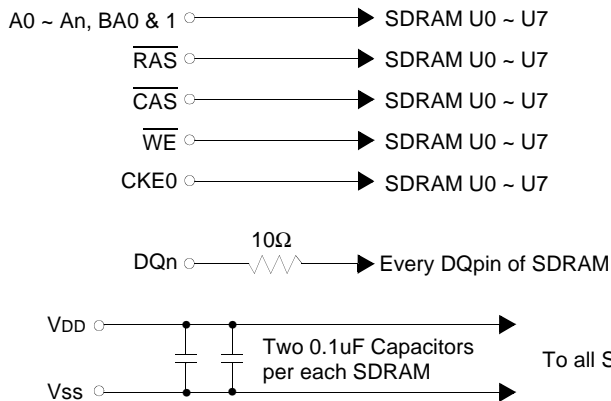 A0 ~ An, BA0 & 1 SDRAM U0 ~ U7
RAS SDRAM U0 ~ U7
CAS SDRAM U0 ~ U7
WE SDRAM U0 ~ U7
CKE0 SDRAM U0 ~ U7
10Ω
DQn Every DQpin of SDRAM
VDD
Two 0.1uF Capacitors
per each SDRAM
To all S
Vss